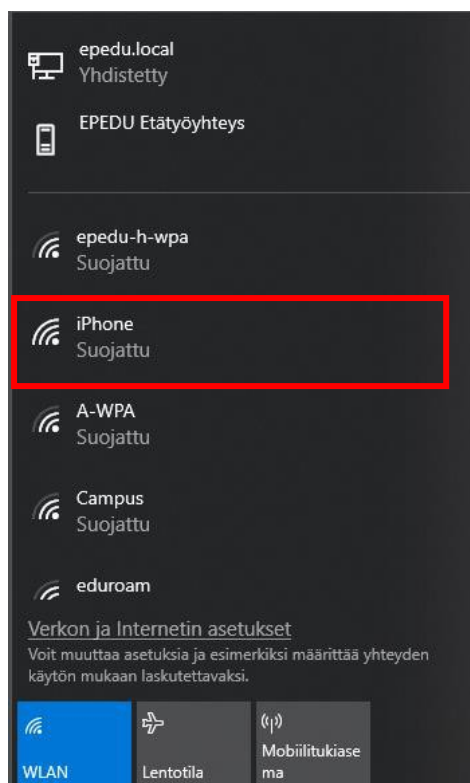 epedu.local
Yhdistetty
EPEDU Etätyöyhteys
epedu-h-wpa
Suojattu
iPhone
Suojattu
A-WPA
Suojattu
Campus
Suojattu
eduroam
Verkon ja Internetin asetukset
Voit muuttaa asetuksia ja esimerkiksi määrittää yhteyden
käytön mukaan laskutettavaksi.
WLAN
Lentotila
Mobiilitukiase
ma